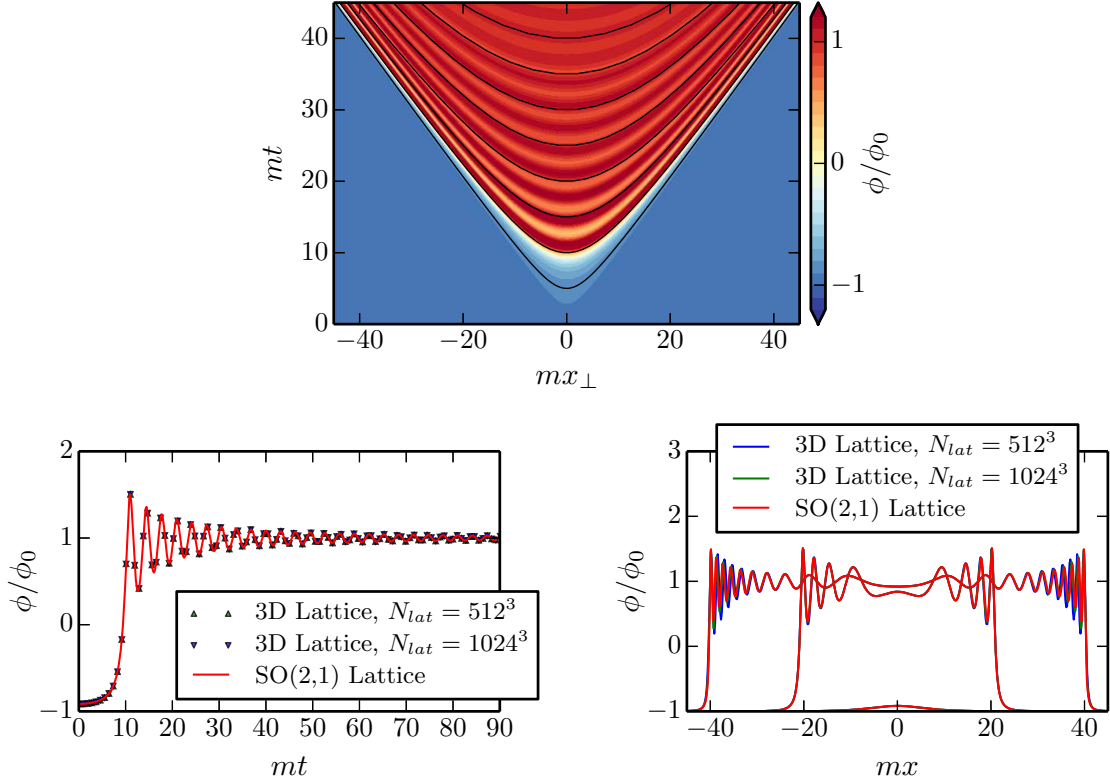 40
30
20
10
0
mt
−40 −20 0 20 40
mx⊥
1
0
−1
ϕ/ϕ0
2
1
0
−1
ϕ/ϕ0
3D Lattice, Nlat = 512³
3D Lattice, Nlat = 1024³
SO(2,1) Lattice
0 10 20 30 40 50 60 70 80 90
mt
3D Lattice, Nlat = 512³
3D Lattice, Nlat = 1024³
SO(2,1) Lattice
3
2
1
0
−1
ϕ/ϕ0
−40 −20 0 20 40
mx